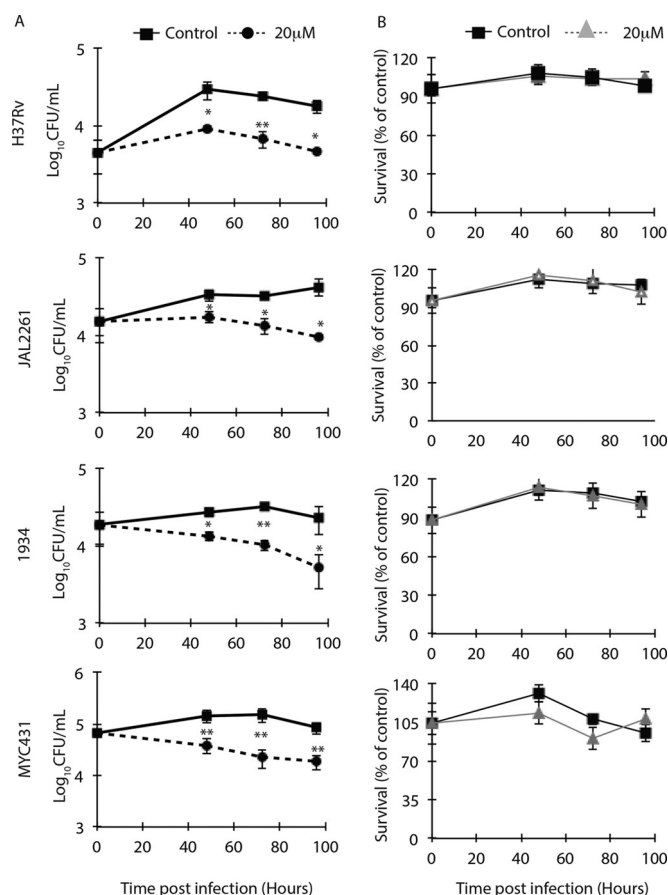 A
Control 20μM
H37Rv
Log10CFU/mL
5
4
3
* ** *
0 20 40 60 80 100
JAL2261
Log10CFU/mL
5
4
3
* * *
0 20 40 60 80 100
1934
Log10CFU/mL
5
4
3
* ** *
0 20 40 60 80 100
MYC431
Log10CFU/mL
6
5
4
3
** ** **
0 20 40 60 80 100
Time post infection (Hours)
B
Control 20μM
Survival (% of control)
120
90
60
30
0
0 20 40 60 80 100
Survival (% of control)
120
90
60
30
0
0 20 40 60 80 100
Survival (% of control)
120
90
60
30
0
0 20 40 60 80 100
Survival (% of control)
140
105
70
35
0
0 20 40 60 80 100
Time post infection (Hours)